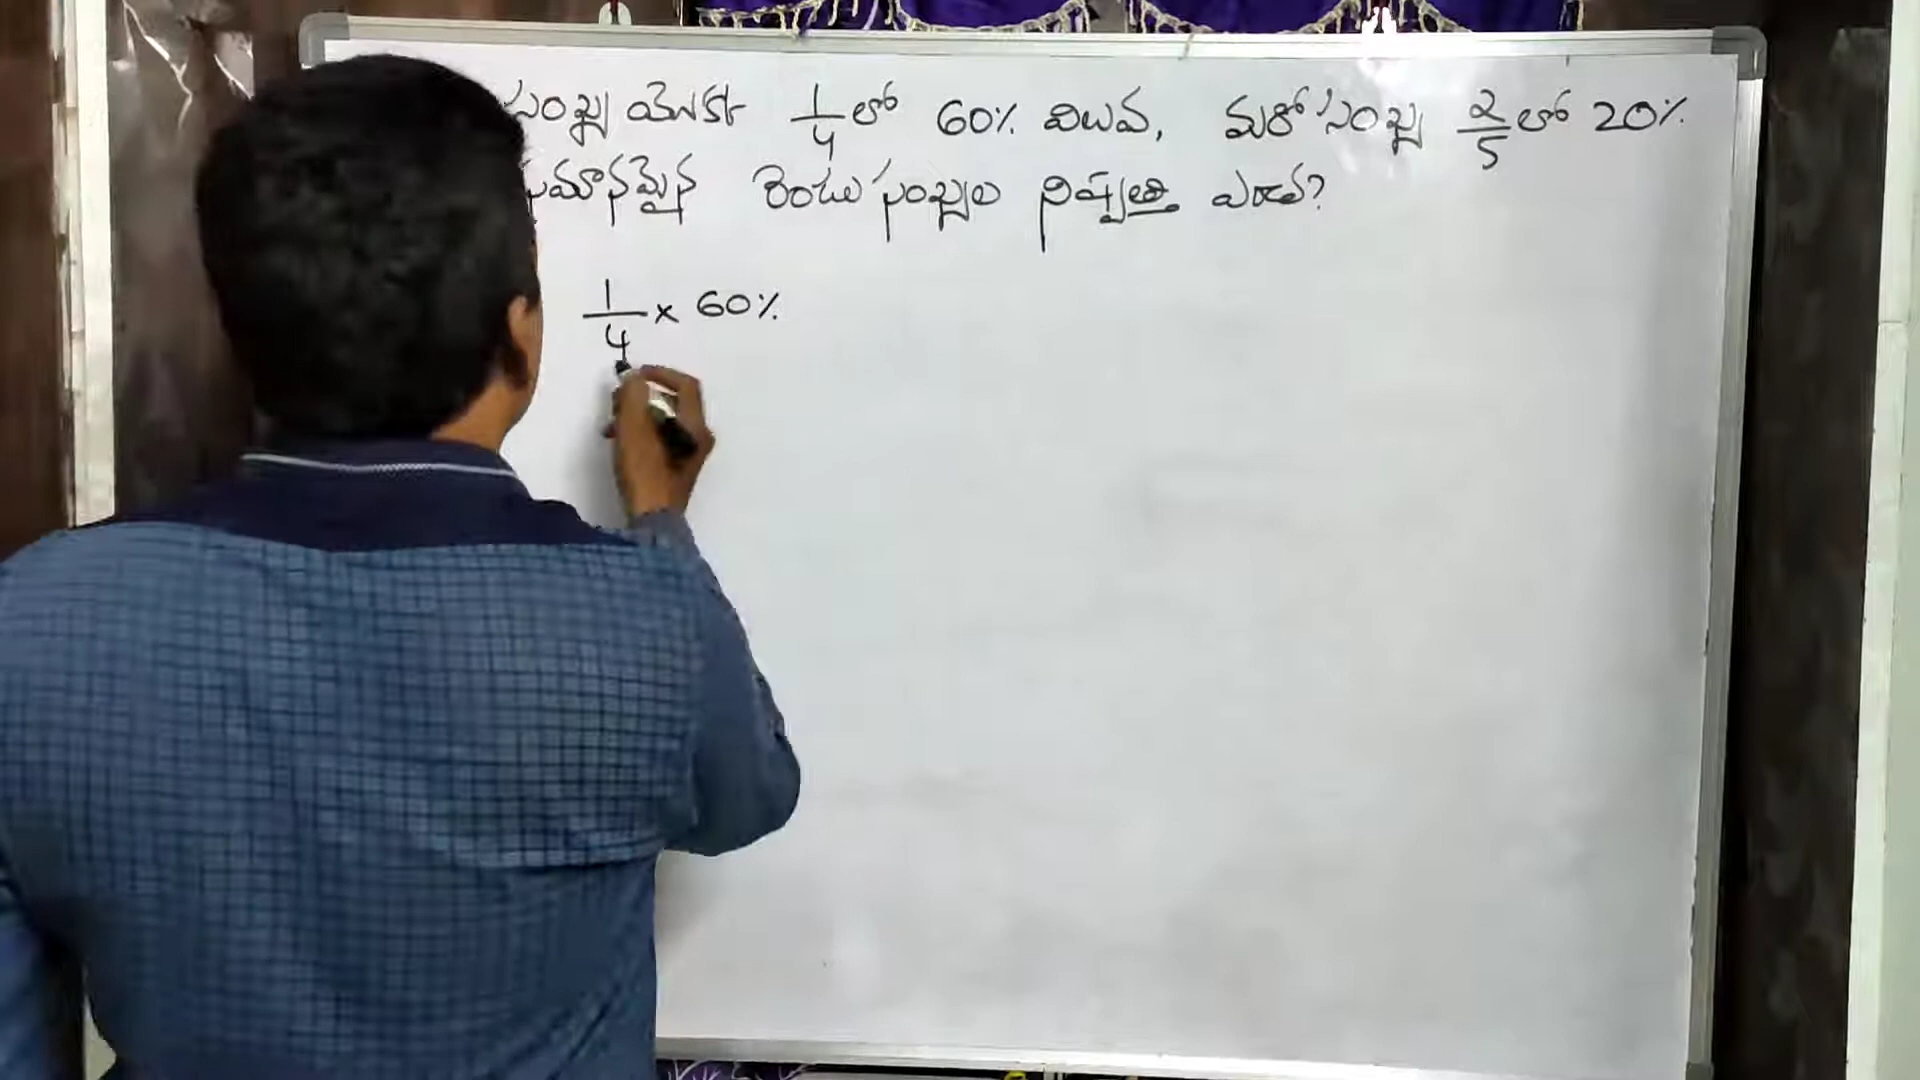 సంఖ్య యొక్క 1/4 లో 60% విలువ, మరో సంఖ్య 2/5 లో 20%
సమానమైన రెండు సంఖ్యల నిష్పత్తి ఎంత?
1/4 × 60%